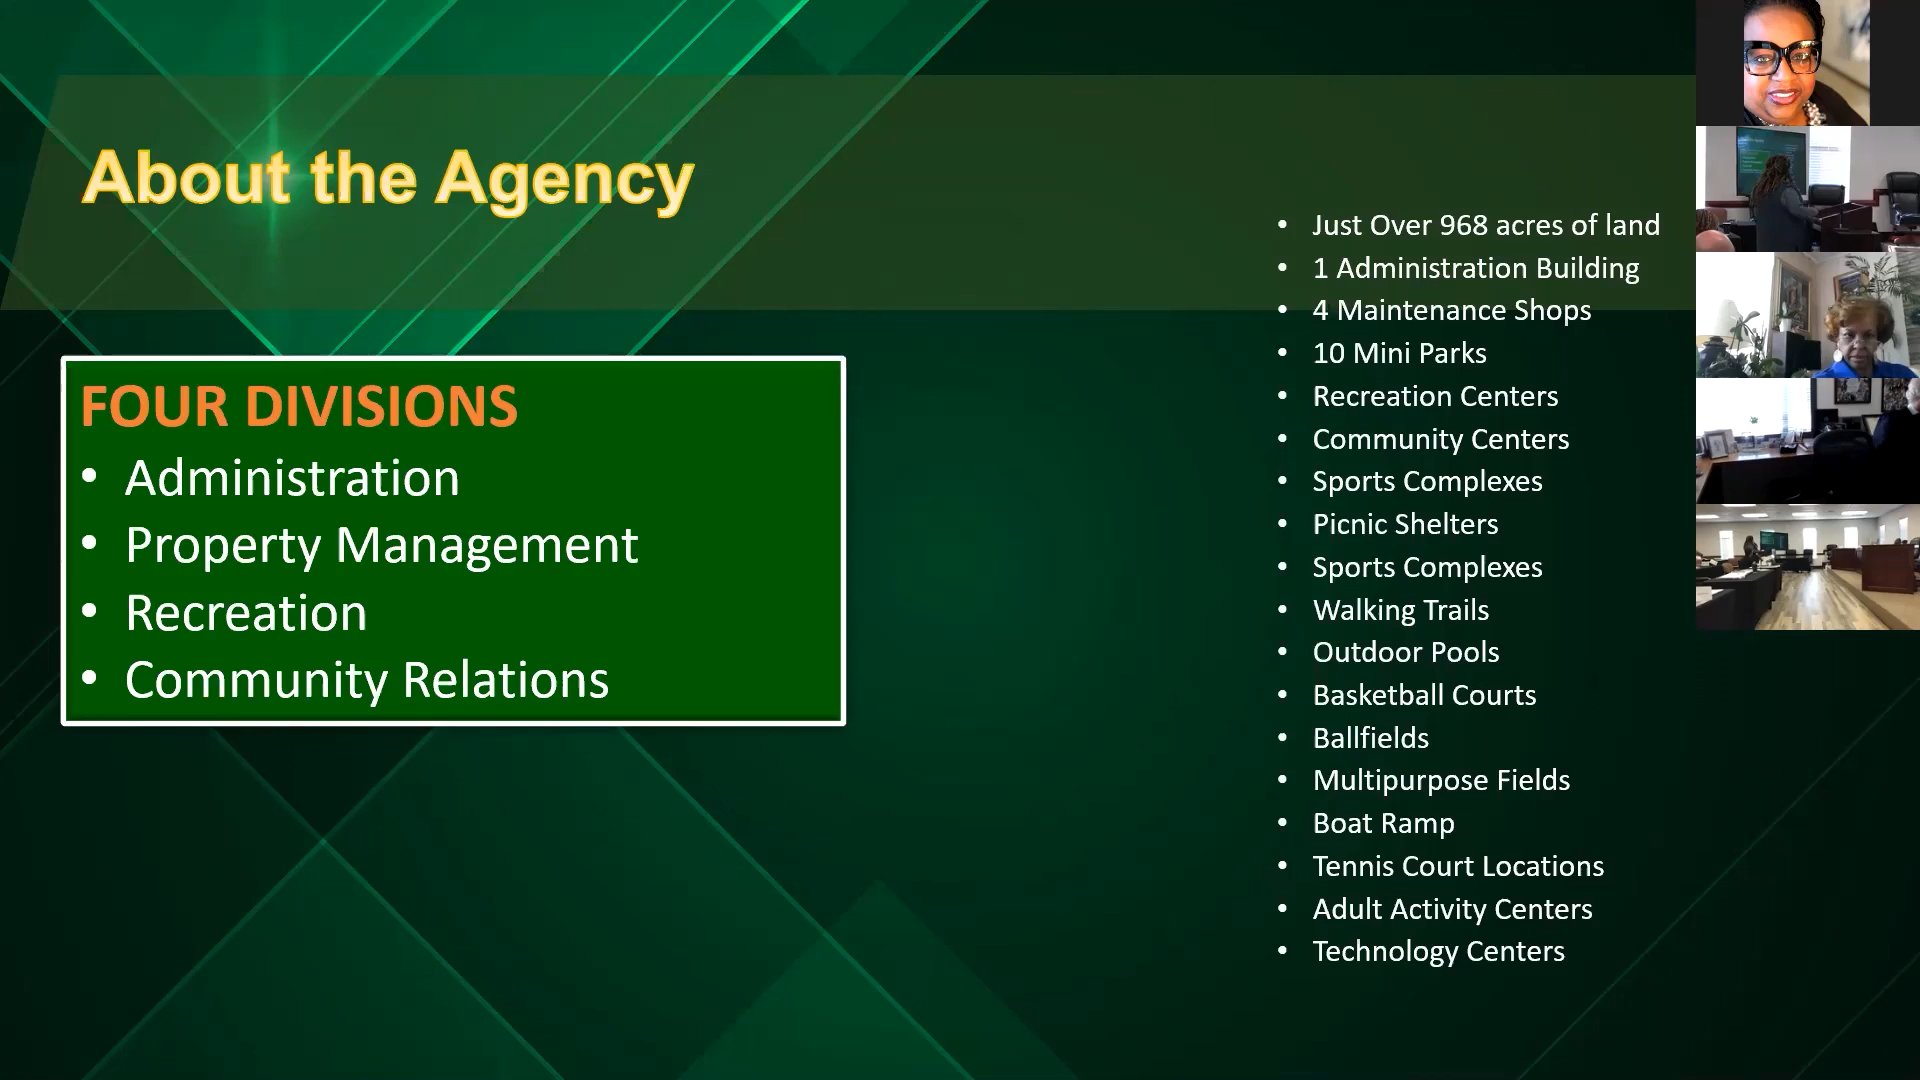 About the Agency
FOUR DIVISIONS
• Administration
• Property Management
• Recreation
• Community Relations
• Just Over 968 acres of land
• 1 Administration Building
• 4 Maintenance Shops
• 10 Mini Parks
• Recreation Centers
• Community Centers
• Sports Complexes
• Picnic Shelters
• Sports Complexes
• Walking Trails
• Outdoor Pools
• Basketball Courts
• Ballfields
• Multipurpose Fields
• Boat Ramp
• Tennis Court Locations
• Adult Activity Centers
• Technology Centers